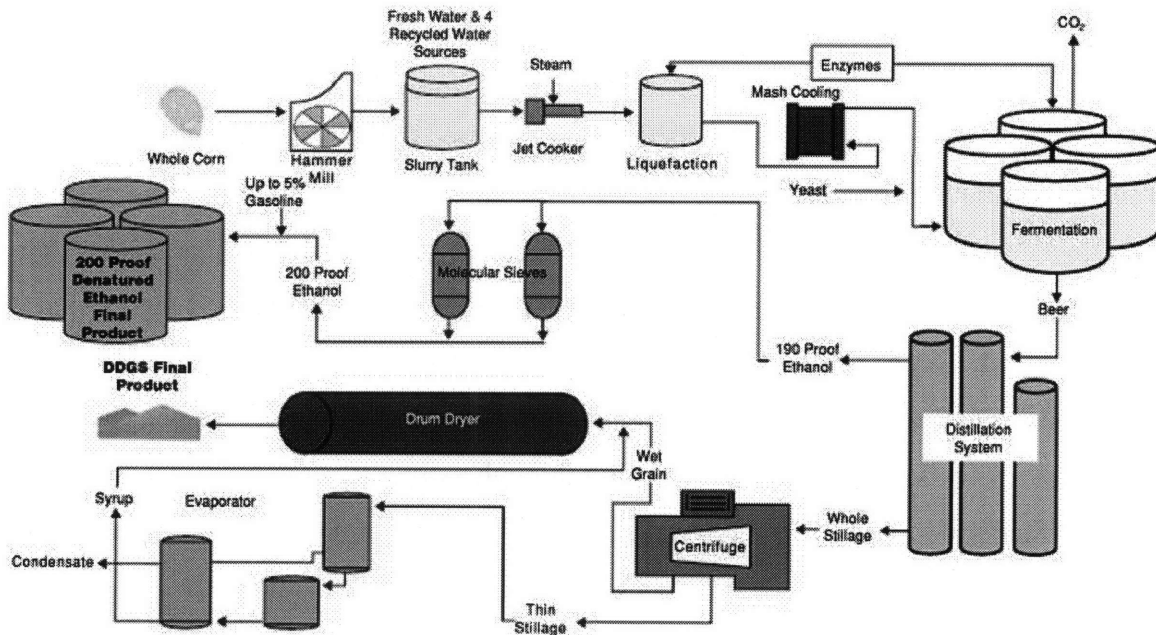 Fresh Water & 4
Recycled Water
Sources
CO2
Steam
Enzymes
Mash Cooling
Whole Corn
Hammer
Mill
Slurry Tank
Jet Cooker
Liquefaction
Yeast
Fermentation
Up to 5%
Gasoline
200 Proof
Denatured
Ethanol
Final
Product
200 Proof
Ethanol
Molecular Sieves
190 Proof
Ethanol
Beer
Distillation
System
DDGS Final
Product
Drum Dryer
Wet
Grain
Syrup
Evaporator
Condensate
Centrifuge
Whole
Stillage
Thin
Stillage